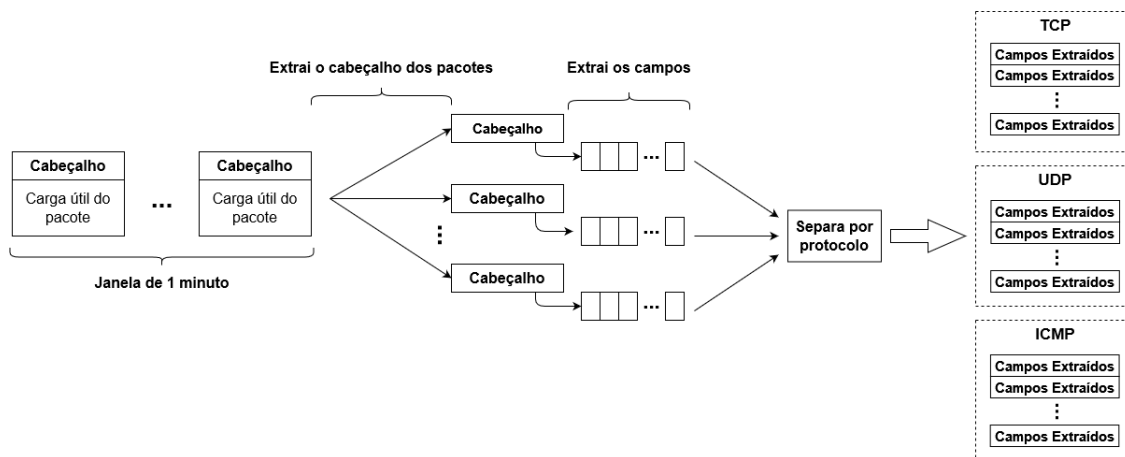 Cabeçalho
Carga útil do
pacote
...
Cabeçalho
Carga útil do
pacote
Janela de 1 minuto
Extrai o cabeçalho dos pacotes
Cabeçalho
Cabeçalho
Cabeçalho
Extrai os campos
...
...
...
Separa por
protocolo
TCP
Campos Extraídos
Campos Extraídos
Campos Extraídos
UDP
Campos Extraídos
Campos Extraídos
Campos Extraídos
ICMP
Campos Extraídos
Campos Extraídos
Campos Extraídos